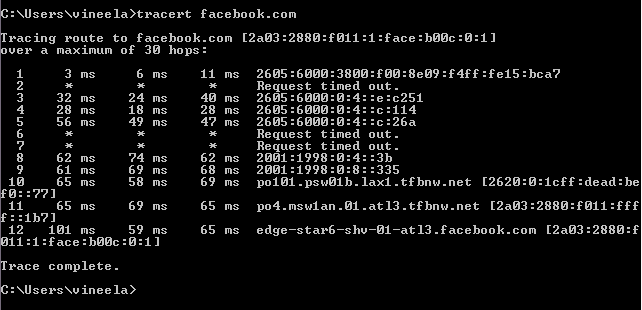 C:\Users\vineela>tracert facebook.com
Tracing route to facebook.com [2a03:2880:f011:1:face:b00c:0:1]
over a maximum of 30 hops:
1 3 ms 6 ms 11 ms 2605:6000:3800:f00:8e09:f4ff:fe15:bca7
2 * * * Request timed out.
3 32 ms 24 ms 40 ms 2605:6000:0:4::e:c251
4 28 ms 18 ms 28 ms 2605:6000:0:4::c:114
5 56 ms 49 ms 47 ms 2605:6000:0:4::c:26a
6 * * * Request timed out.
7 * * * Request timed out.
8 62 ms 74 ms 62 ms 2001:1998:0:4::3b
9 61 ms 69 ms 68 ms 2001:1998:0:8::335
10 65 ms 58 ms 69 ms po101.psw01b.lax1.tfbnw.net [2620:0:1cff:dead:be
f0::77]
11 65 ms 69 ms 65 ms po4.msw1an.01.atl3.tfbnw.net [2a03:2880:f011:fff
f::1b7]
12 101 ms 59 ms 65 ms edge-star6-shv-01-atl3.facebook.com [2a03:2880:f
011:1:face:b00c:0:1]
Trace complete.
C:\Users\vineela>